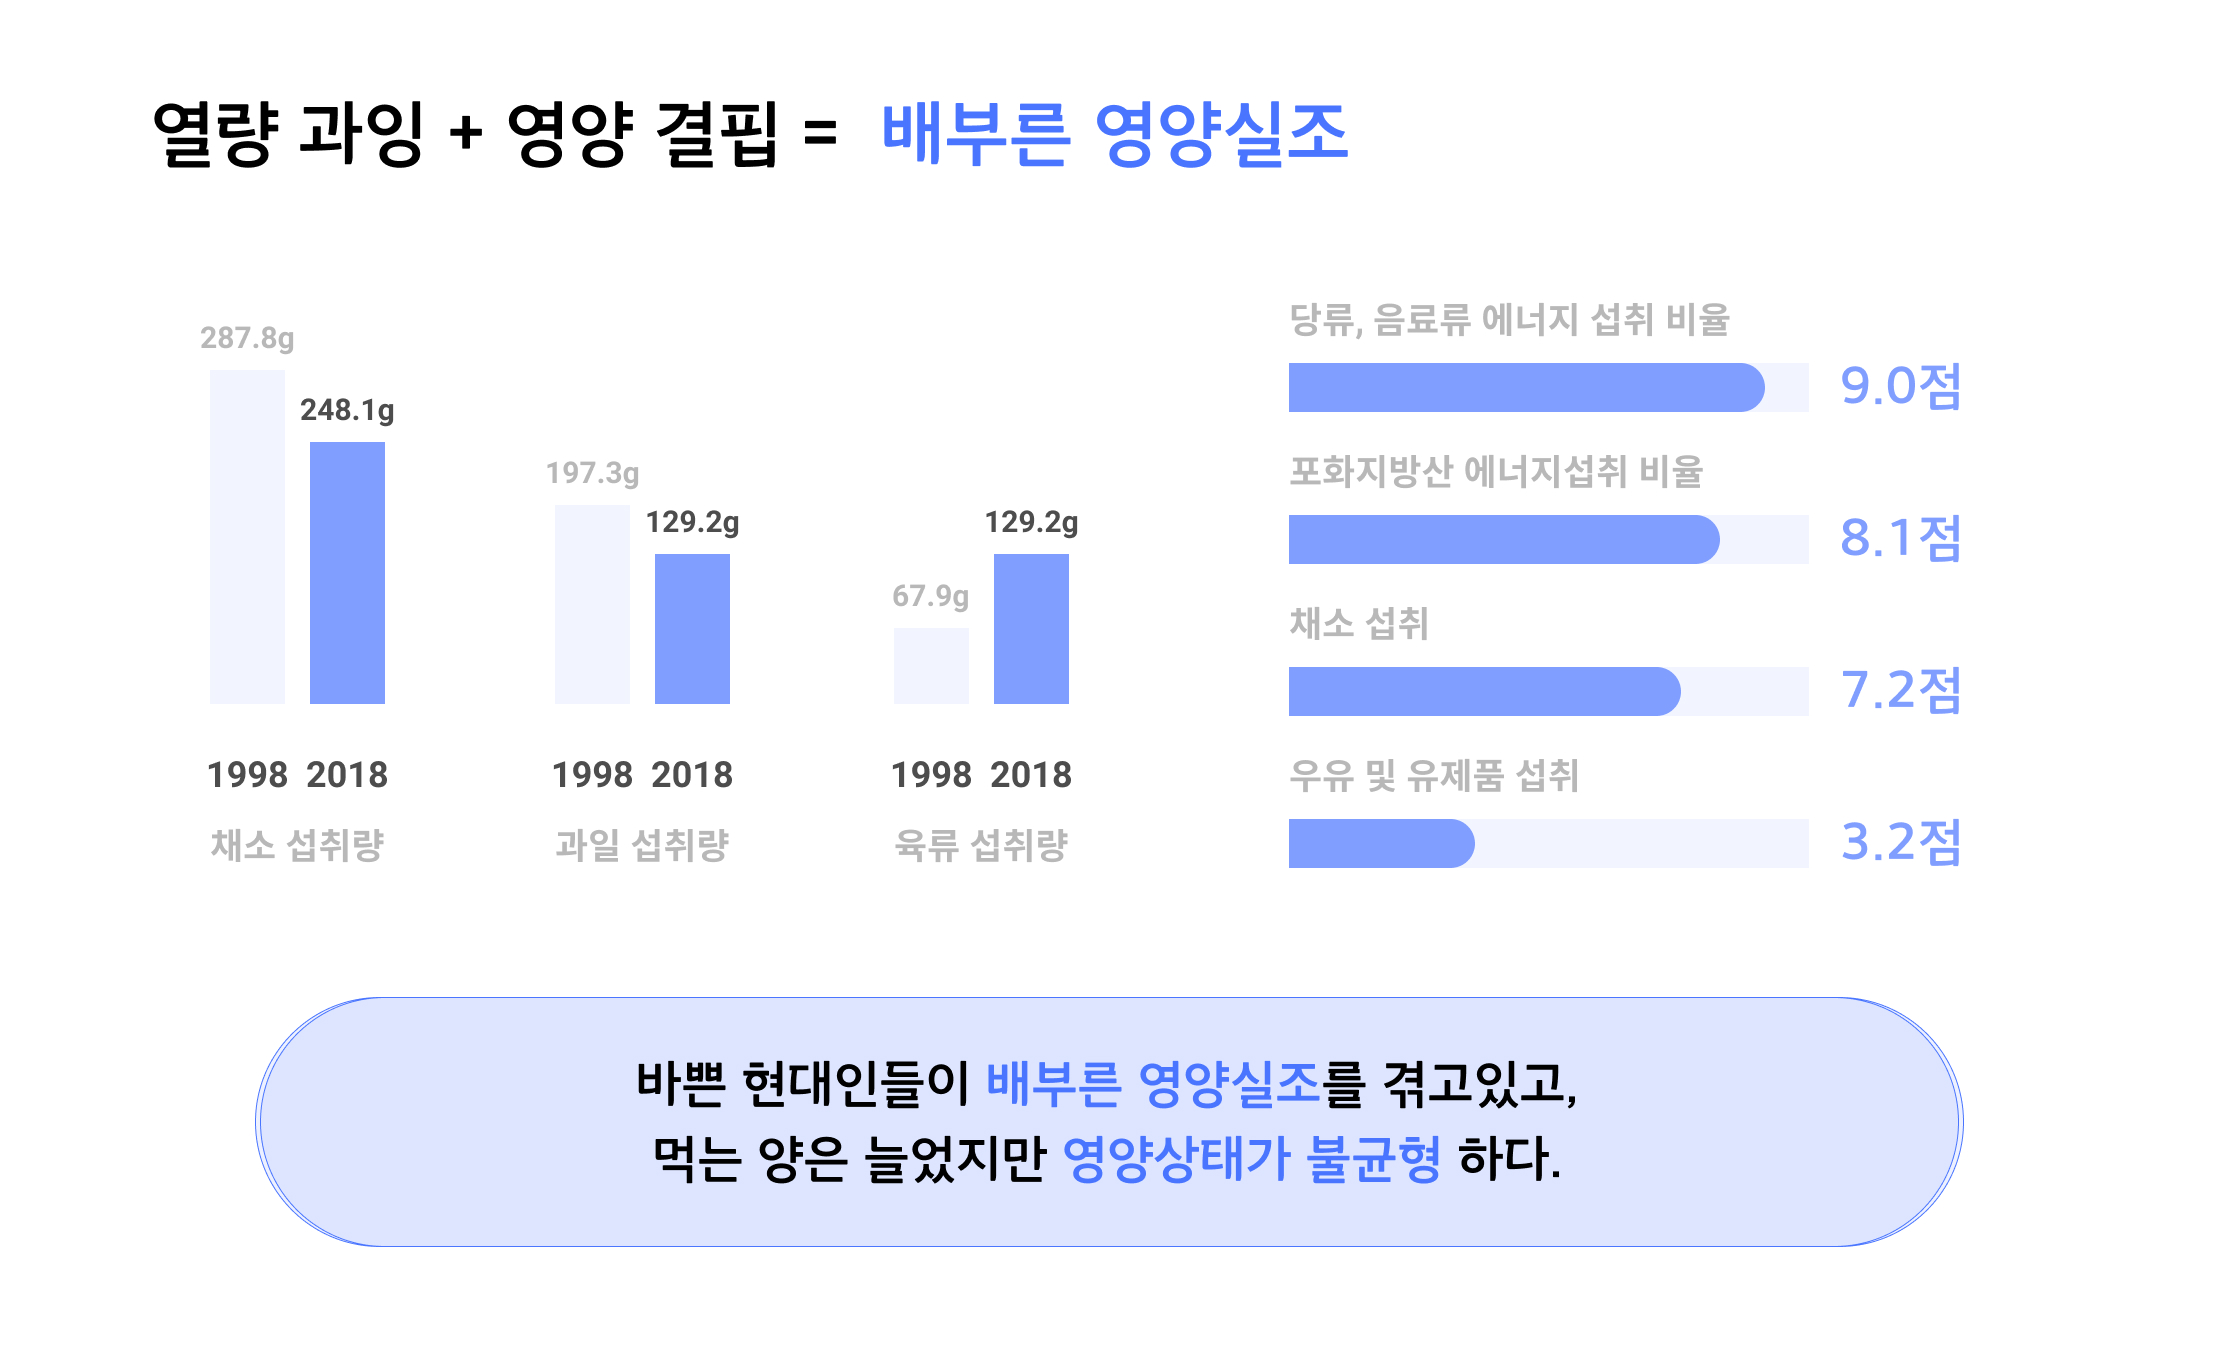 열량 과잉 + 영양 결핍 = 배부른 영양실조
287.8g
248.1g
1998 2018
채소 섭취량
197.3g
129.2g
1998 2018
과일 섭취량
67.9g
129.2g
1998 2018
육류 섭취량
당류, 음료류 에너지 섭취 비율
9.0점
포화지방산 에너지섭취 비율
8.1점
채소 섭취
7.2점
우유 및 유제품 섭취
3.2점
바쁜 현대인들이 배부른 영양실조를 겪고있고,
먹는 양은 늘었지만 영양상태가 불균형 하다.